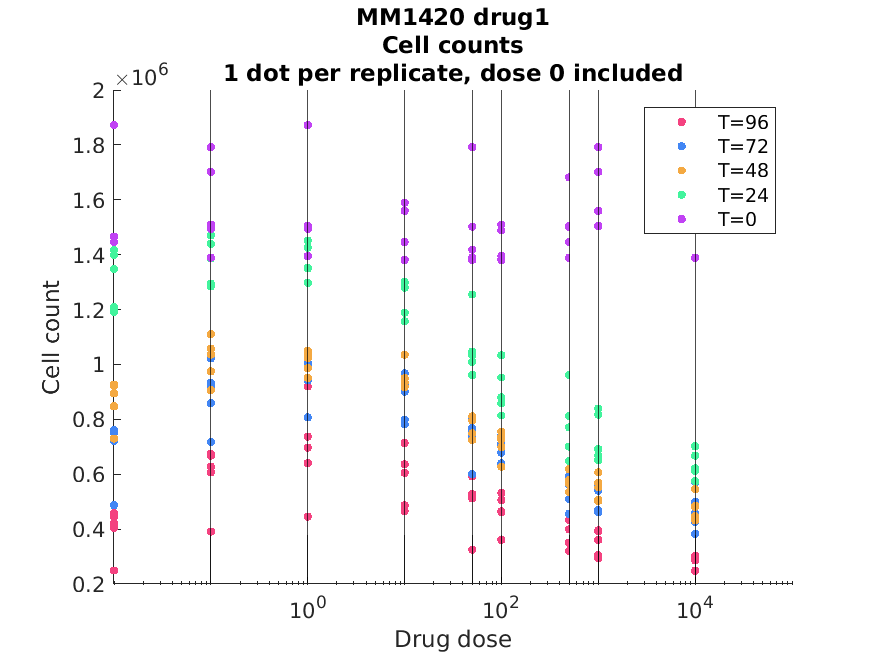 MM1420 drug1
Cell counts
1 dot per replicate, dose 0 included
×10^6
2
1.8
1.6
1.4
1.2
1
0.8
0.6
0.4
0.2
Cell count
T=96
T=72
T=48
T=24
T=0
10^0
10^2
10^4
Drug dose